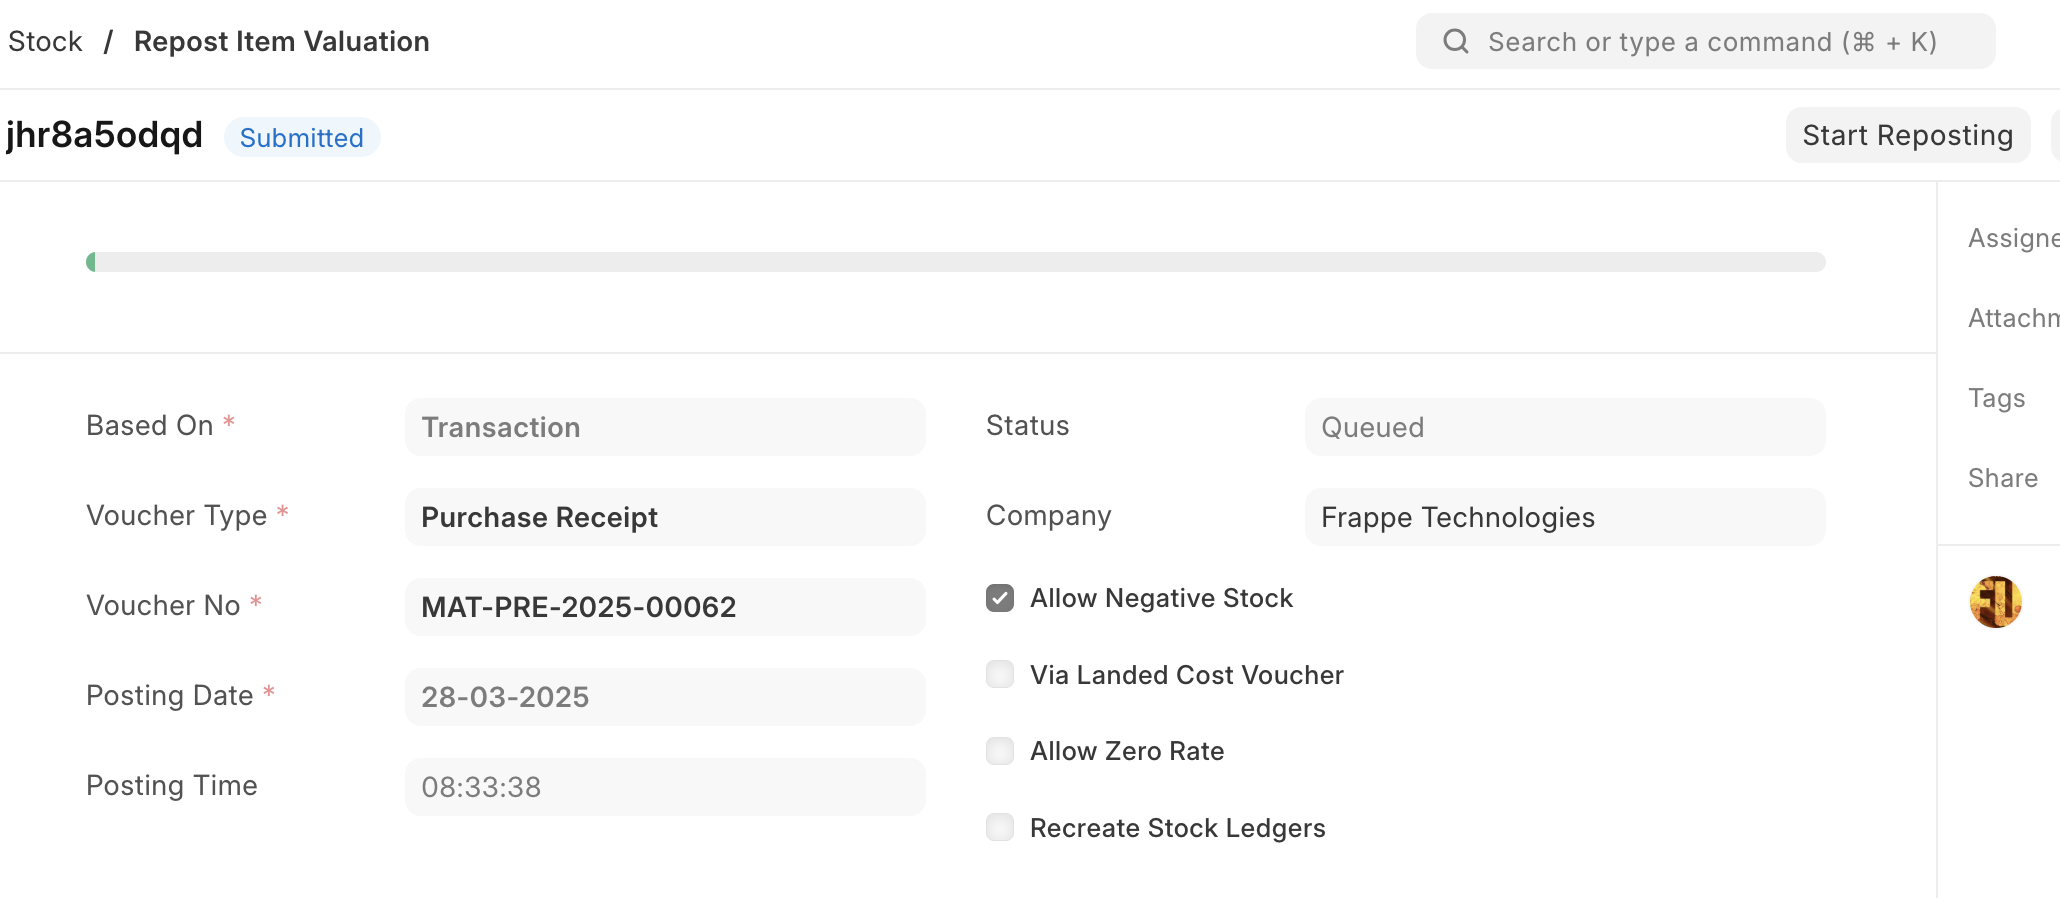 Stock / Repost Item Valuation
Search or type a command (⌘ + K)
jhr8a5odqd
Submitted
Start Reposting
Based On *
Transaction
Voucher Type *
Purchase Receipt
Voucher No *
MAT-PRE-2025-00062
Posting Date *
28-03-2025
Posting Time
08:33:38
Status
Queued
Company
Frappe Technologies
Allow Negative Stock
Via Landed Cost Voucher
Allow Zero Rate
Recreate Stock Ledgers
Assigne
Attachm
Tags
Share